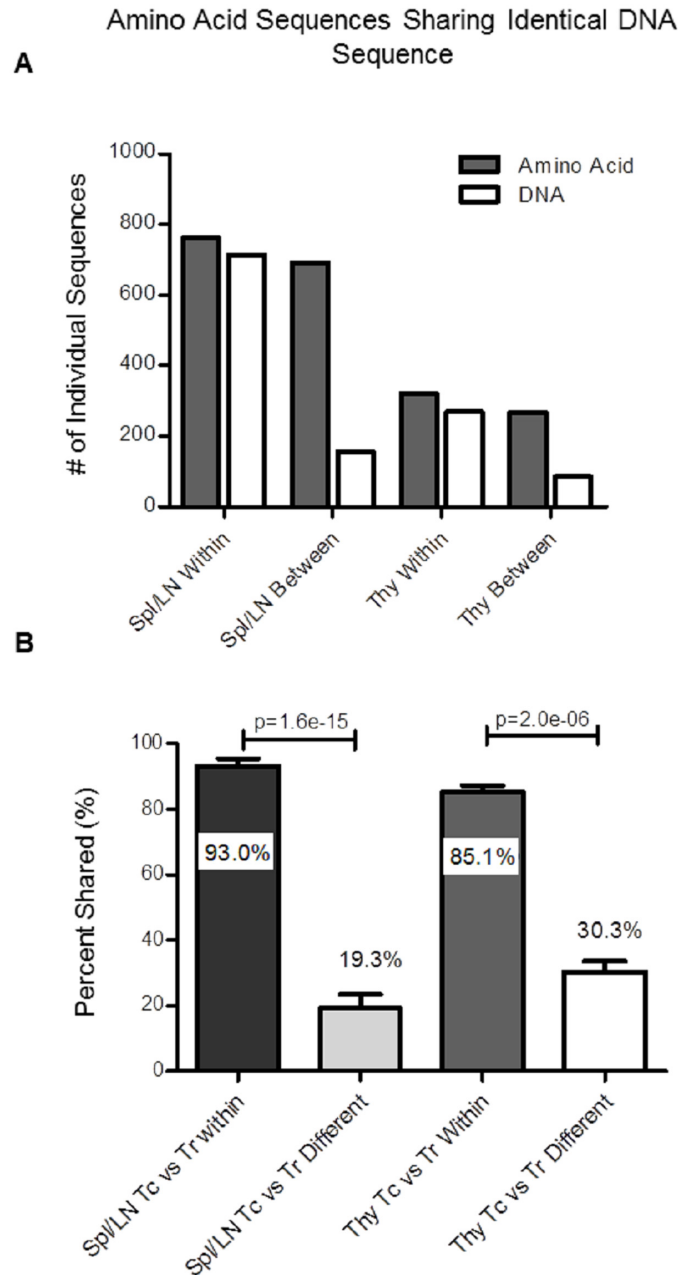 Amino Acid Sequences Sharing Identical DNA
Sequence
A
# of Individual Sequences
1000
800
600
400
200
0
Amino Acid
DNA
Spl/LN Within
Spl/LN Between
Thy Within
Thy Between
B
Percent Shared (%)
100
80
60
40
20
0
p=1.6e-15
p=2.0e-06
93.0%
19.3%
85.1%
30.3%
Spl/LN Tc vs Tr within
Spl/LN Tc vs Tr Different
Thy Tc vs Tr Within
Thy Tc vs Tr Different